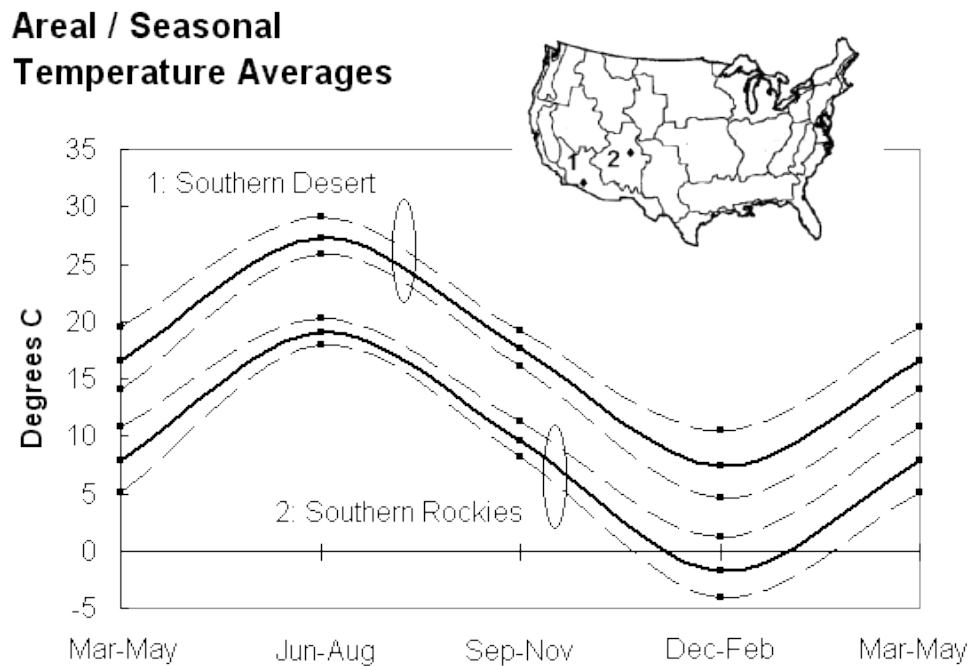 Areal / Seasonal
Temperature Averages
1
2
35
30
25
20
15
10
5
0
-5
Degrees C
1: Southern Desert
2: Southern Rockies
Mar-May
Jun-Aug
Sep-Nov
Dec-Feb
Mar-May